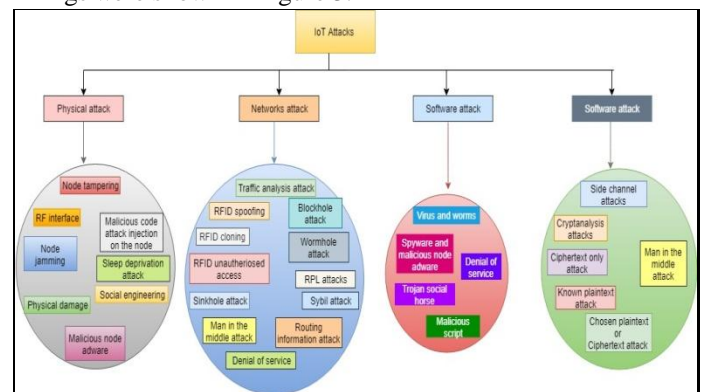 IoT Attacks
Physical attack
Networks attack
Software attack
Software attack
Node tampering
RF interface
Malicious code
attack injection
on the node
Node
jamming
Sleep deprivation
attack
Physical damage
Social engineering
Malicious node
adware
Traffic analysis attack
RFID spoofing
Blockhole
attack
RFID cloning
Wormhole
attack
RFID unautheriosed
access
RPL attacks
Sinkhole attack
Sybil attack
Man in the
middle attack
Routing
information attack
Denial of service
Virus and worms
Spyware and
malicious node
adware
Denial of
service
Trojan social
horse
Malicious
script
Side channel
attacks
Cryptanalysis
attacks
Ciphertext only
attack
Man in the
middle attack
Known plaintext
attack
Chosen plaintext
or
Ciphertext attack